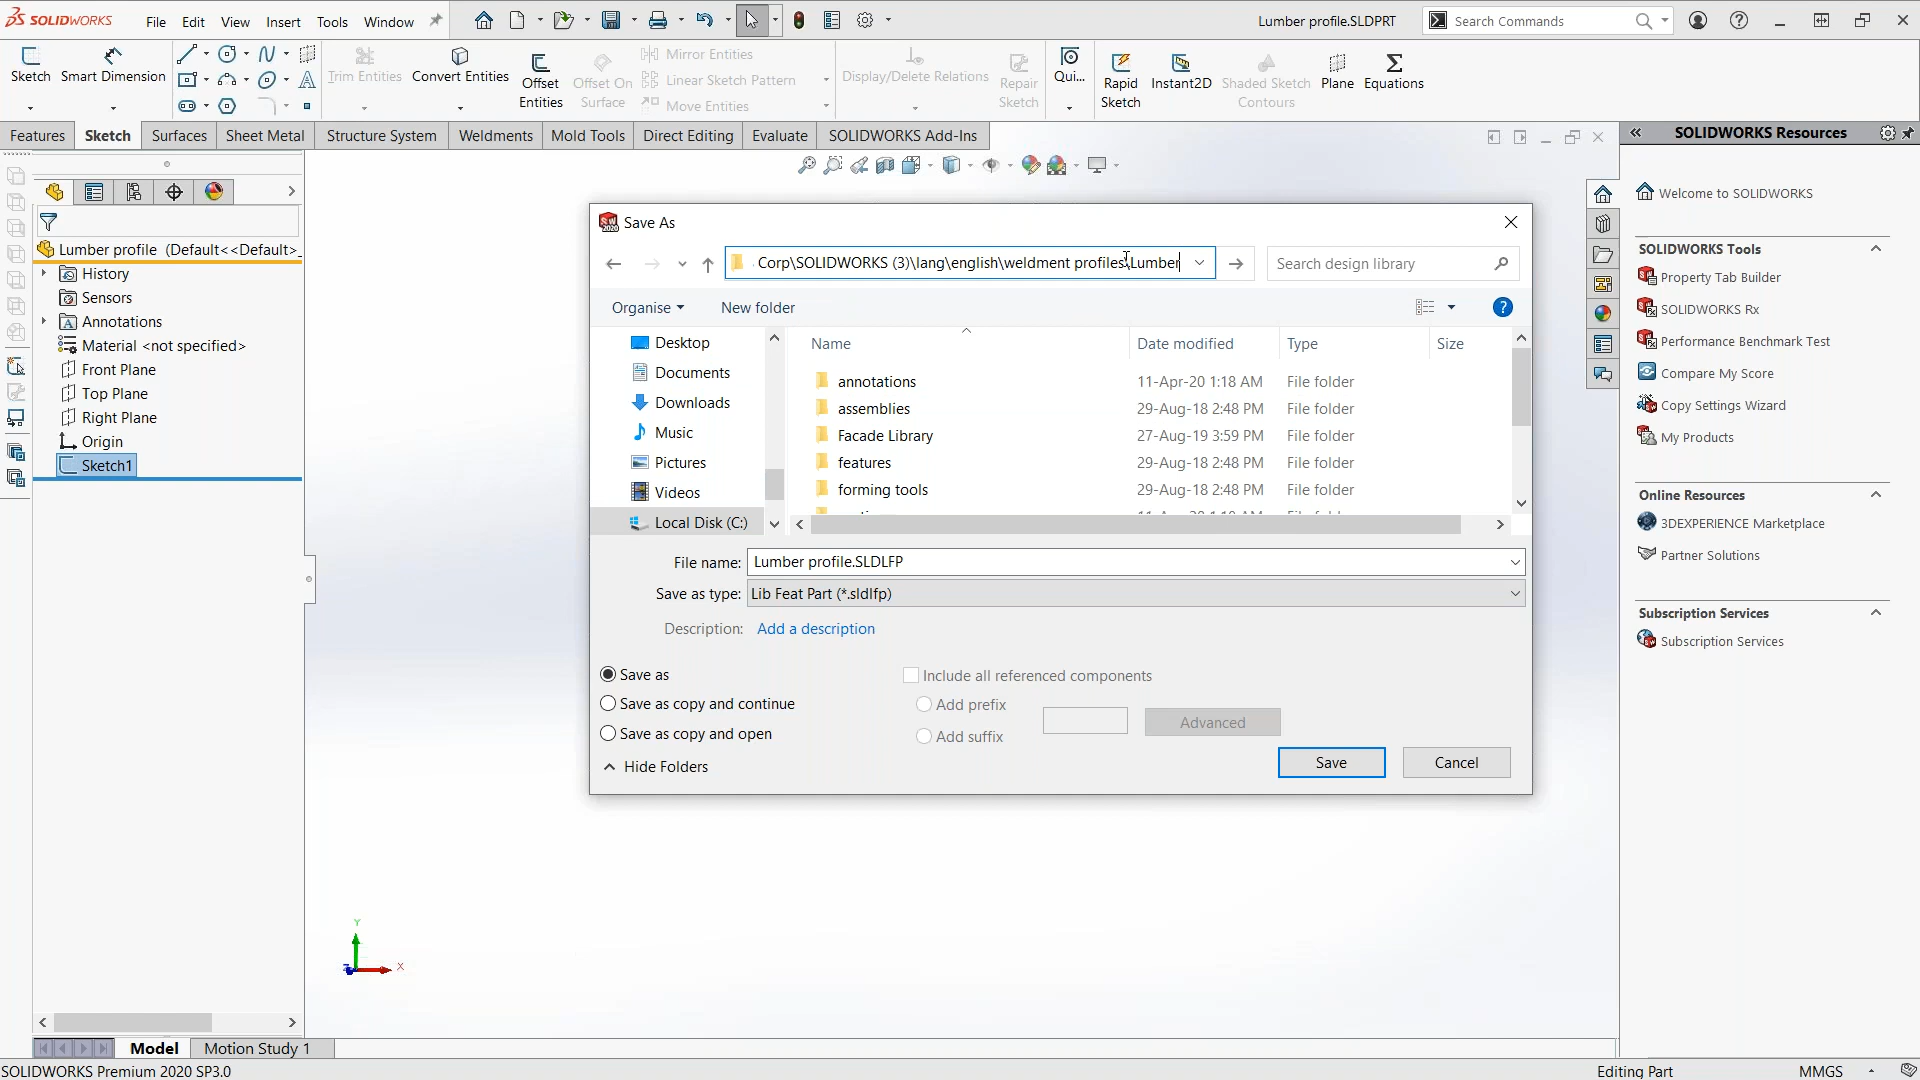 SOLIDWORKS File Edit View Insert Tools Window Lumber profile.SLDPRT Search Commands
Sketch Smart Dimension Trim Entities Convert Entities Offset Entities Offset On Surface Mirror Entities Linear Sketch Pattern Move Entities Display/Delete Relations Repair Sketch Qui... Rapid Sketch Instant2D Shaded Sketch Contours Plane Equations
Features Sketch Surfaces Sheet Metal Structure System Weldments Mold Tools Direct Editing Evaluate SOLIDWORKS Add-Ins
Lumber profile (Default<<Default>_
History
Sensors
Annotations
Material <not specified>
Front Plane
Top Plane
Right Plane
Origin
Sketch1
Save As
Corp\SOLIDWORKS (3)\lang\english\weldment profiles\Lumber
Search design library
Organise New folder
Desktop
Documents
Downloads
Music
Pictures
Videos
Local Disk (C:)
Name Date modified Type Size
annotations 11-Apr-20 1:18 AM File folder
assemblies 29-Aug-18 2:48 PM File folder
Facade Library 27-Aug-19 3:59 PM File folder
features 29-Aug-18 2:48 PM File folder
forming tools 29-Aug-18 2:48 PM File folder
File name: Lumber profile.SLDLFP
Save as type: Lib Feat Part (*.sldlfp)
Description: Add a description
Save as
Save as copy and continue
Save as copy and open
Include all referenced components
Add prefix
Add suffix
Advanced
Hide Folders
Save Cancel
SOLIDWORKS Resources
Welcome to SOLIDWORKS
SOLIDWORKS Tools
Property Tab Builder
SOLIDWORKS Rx
Performance Benchmark Test
Compare My Score
Copy Settings Wizard
My Products
Online Resources
3DEXPERIENCE Marketplace
Partner Solutions
Subscription Services
Subscription Services
Y
X
Z
Model Motion Study 1
SOLIDWORKS Premium 2020 SP3.0 Editing Part MMGS